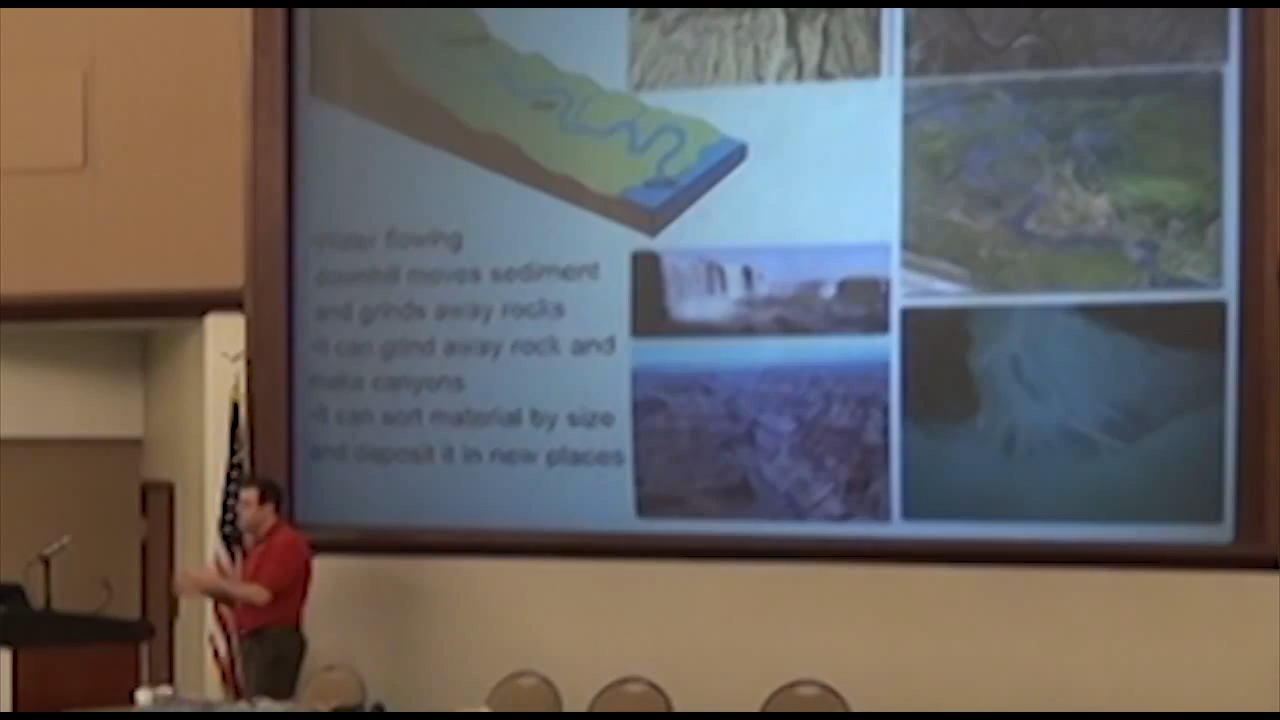 water flowing
downhill moves sediment
and grinds away rocks
•It can grind away rock and
make canyons
•It can sort material by size
and deposit it in new places